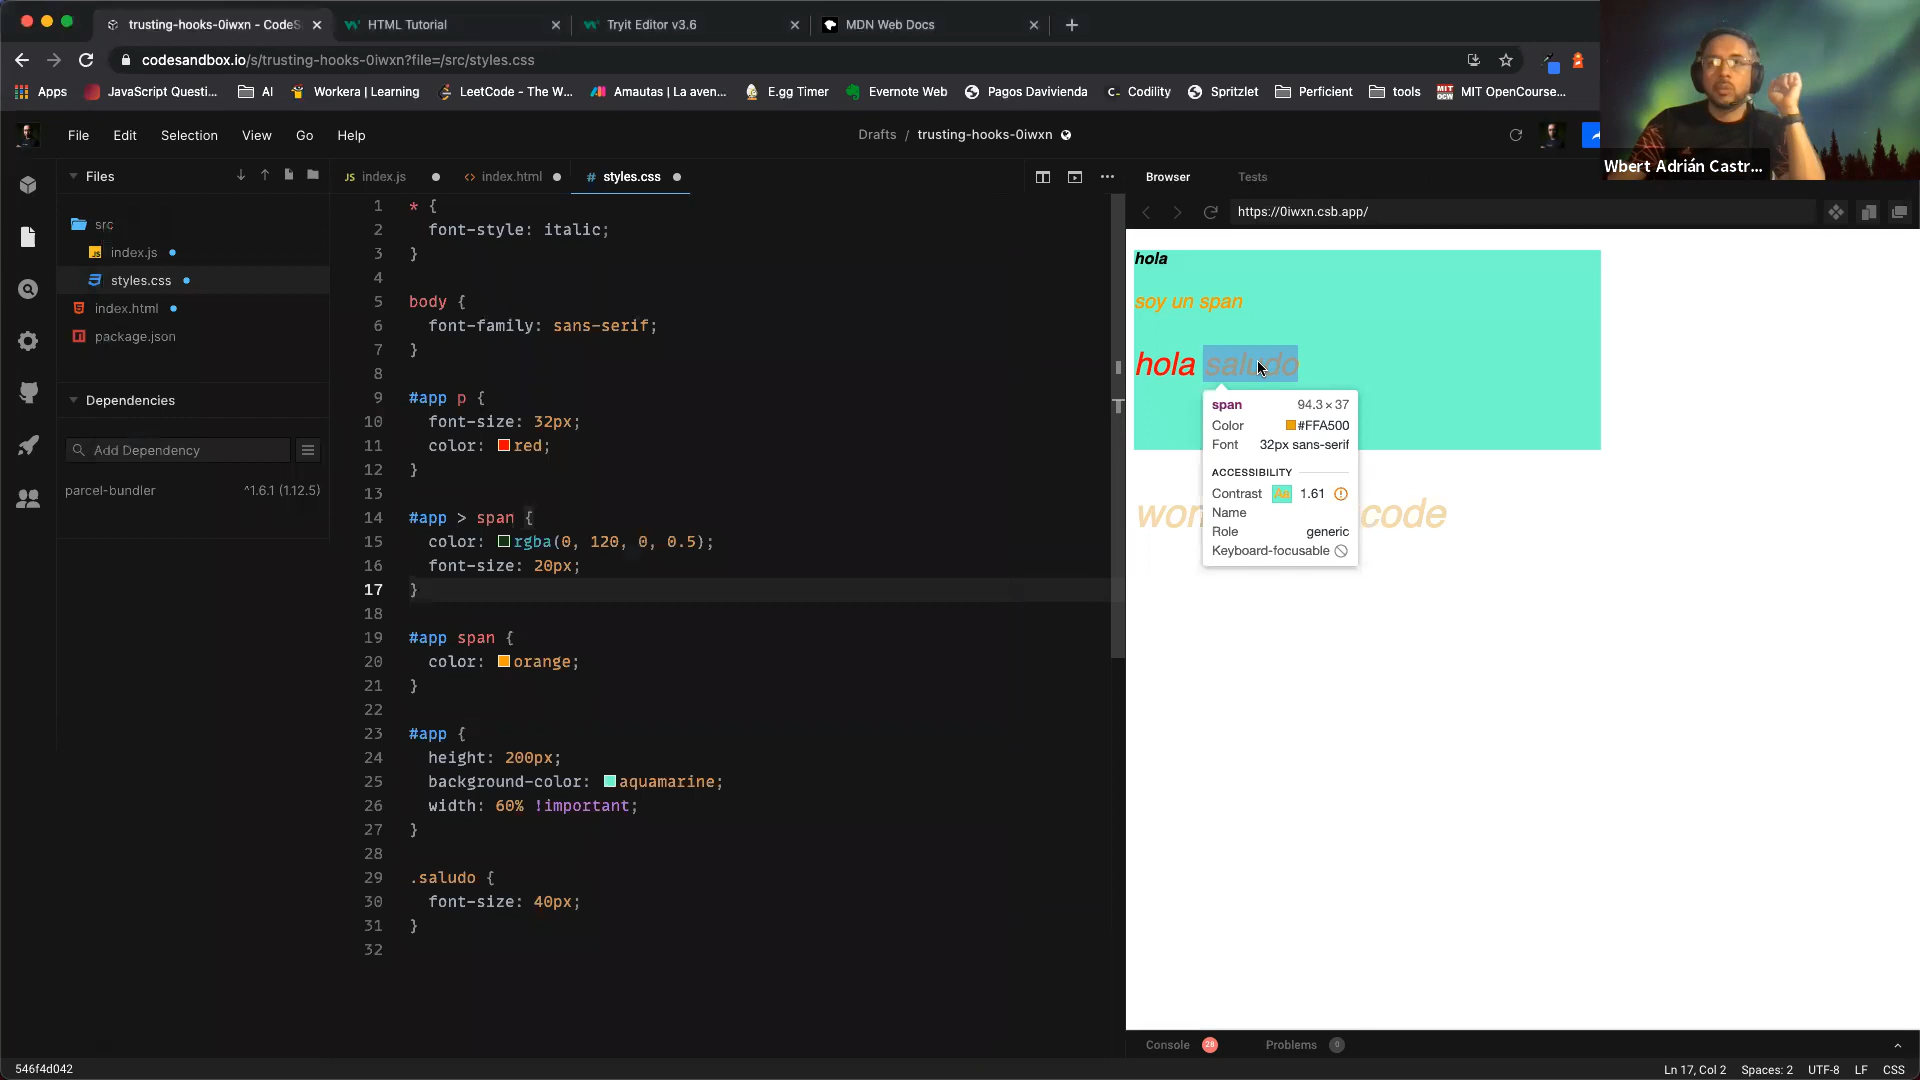 trusting-hooks-0iwxn - CodeS
HTML Tutorial
Tryit Editor v3.6
MDN Web Docs
codesandbox.io/s/trusting-hooks-0iwxn?file=/src/styles.css
Apps
JavaScript Questi...
AI
Workera | Learning
LeetCode - The W...
Amautas | La aven...
E.gg Timer
Evernote Web
Pagos Davivienda
Codility
Spritzlet
Perficient
tools
MIT OpenCourse...
File Edit Selection View Go Help
Drafts / trusting-hooks-0iwxn
Wbert Adrián Castr...
Files
src
index.js
styles.css
index.html
package.json
Dependencies
Add Dependency
parcel-bundler ^1.6.1 (1.12.5)
JS index.js
<> index.html
# styles.css
1 * {
2 font-style: italic;
3 }
4
5 body {
6 font-family: sans-serif;
7 }
8
9 #app p {
10 font-size: 32px;
11 color: red;
12 }
13
14 #app > span {
15 color: rgba(0, 120, 0, 0.5);
16 font-size: 20px;
17 }
18
19 #app span {
20 color: orange;
21 }
22
23 #app {
24 height: 200px;
25 background-color: aquamarine;
26 width: 60% !important;
27 }
28
29 .saludo {
30 font-size: 40px;
31 }
32
Browser Tests
https://0iwxn.csb.app/
hola
soy un span
hola saludo
span 94.3 × 37
Color #FFA500
Font 32px sans-serif
ACCESSIBILITY
Contrast Aa 1.61
Name
Role generic
Keyboard-focusable
code
Console 28 Problems 0
546f4d042
Ln 17, Col 2 Spaces: 2 UTF-8 LF CSS